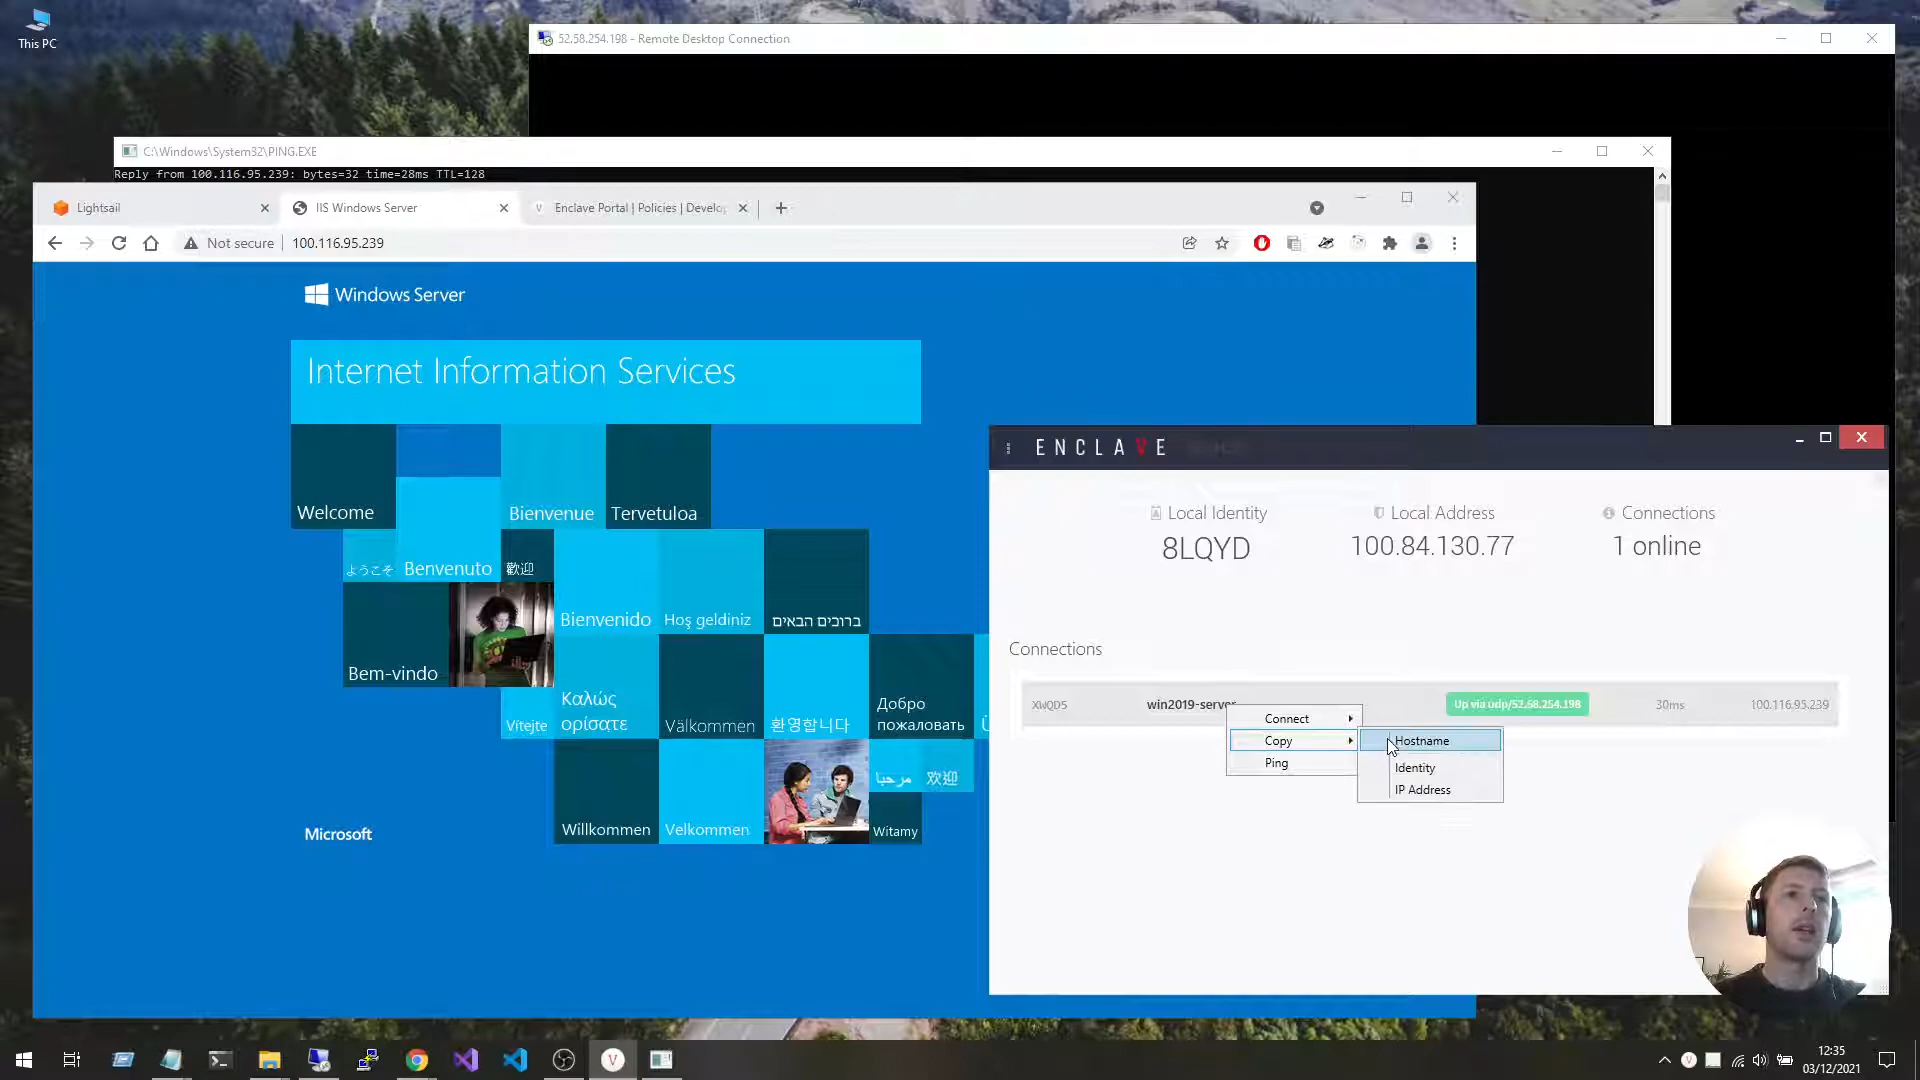 This PC
52.58.254.198 - Remote Desktop Connection
C:\Windows\System32\PING.EXE
Reply from 100.116.95.239: bytes=32 time=28ms TTL=128
Lightsail
IIS Windows Server
Enclave Portal | Policies | Develop
Not secure
100.116.95.239
Windows Server
Internet Information Services
Welcome
Bienvenue
Tervetuloa
ようこそ
Benvenuto
歡迎
Bienvenido
Hoş geldiniz
ברוכים הבאים
Bem-vindo
Vítejte
Καλώς
ορίσατε
Välkommen
환영합니다
Добро
пожаловать
Microsoft
Willkommen
Velkommen
مرحبا
欢迎
Witamy
ENCLAVE
Local Identity
8LQYD
Local Address
100.84.130.77
Connections
1 online
Connections
XWQD5
win2019-server
Up via udp/52.58.254.198
30ms
100.116.95.239
Connect
Copy
Ping
Hostname
Identity
IP Address
12:35
03/12/2021